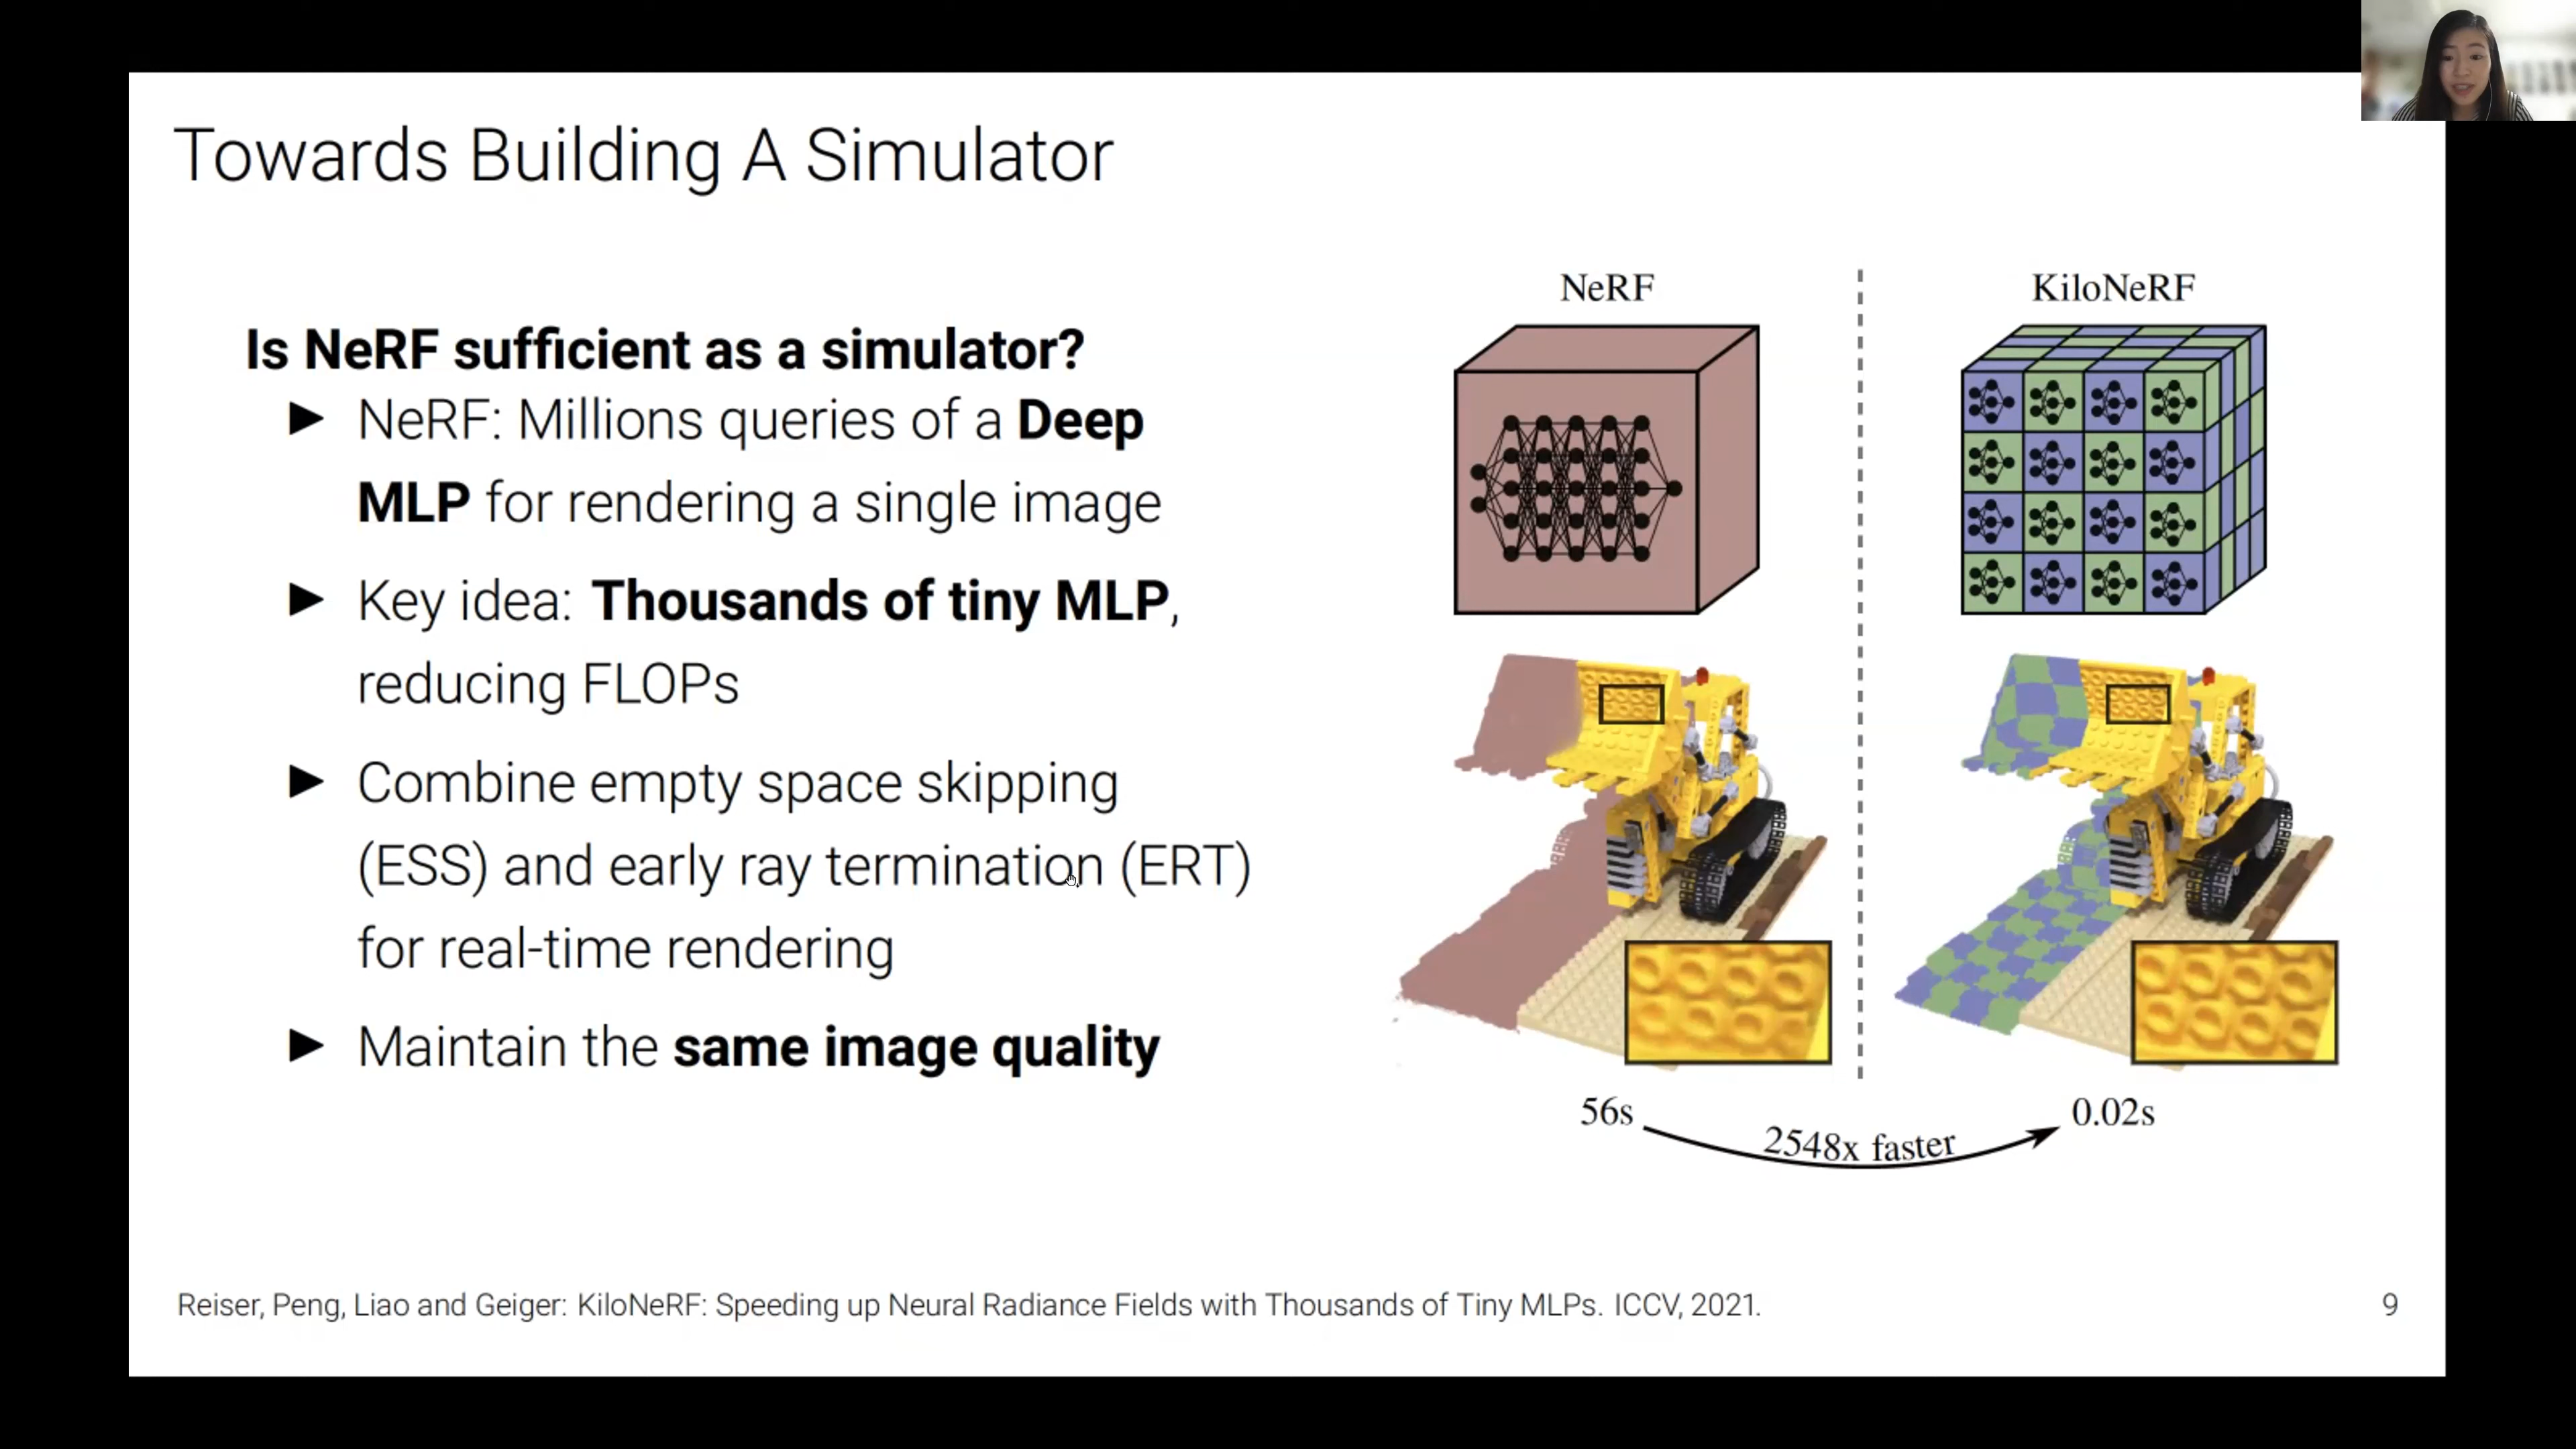 Towards Building A Simulator
Is NeRF sufficient as a simulator?
► NeRF: Millions queries of a Deep
MLP for rendering a single image
► Key idea: Thousands of tiny MLP,
reducing FLOPs
► Combine empty space skipping
(ESS) and early ray termination (ERT)
for real-time rendering
► Maintain the same image quality
NeRF
KiloNeRF
56s
2548x faster
0.02s
Reiser, Peng, Liao and Geiger: KiloNeRF: Speeding up Neural Radiance Fields with Thousands of Tiny MLPs. ICCV, 2021.
9